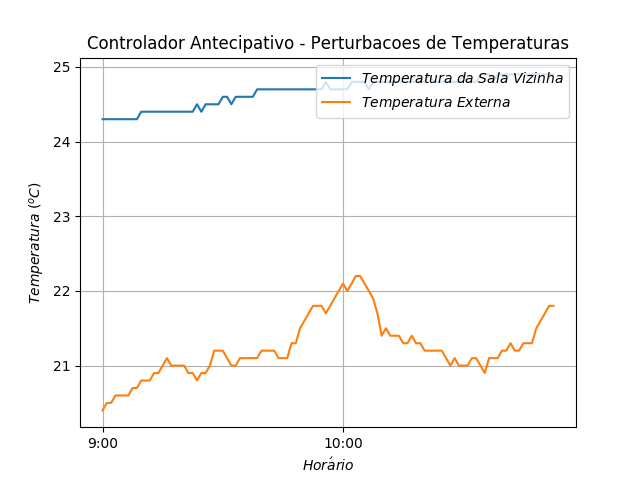 Controlador Antecipativo - Perturbacoes de Temperaturas
25
24
23
22
21
Temperatura (°C)
Temperatura da Sala Vizinha
Temperatura Externa
9:00
10:00
Horário